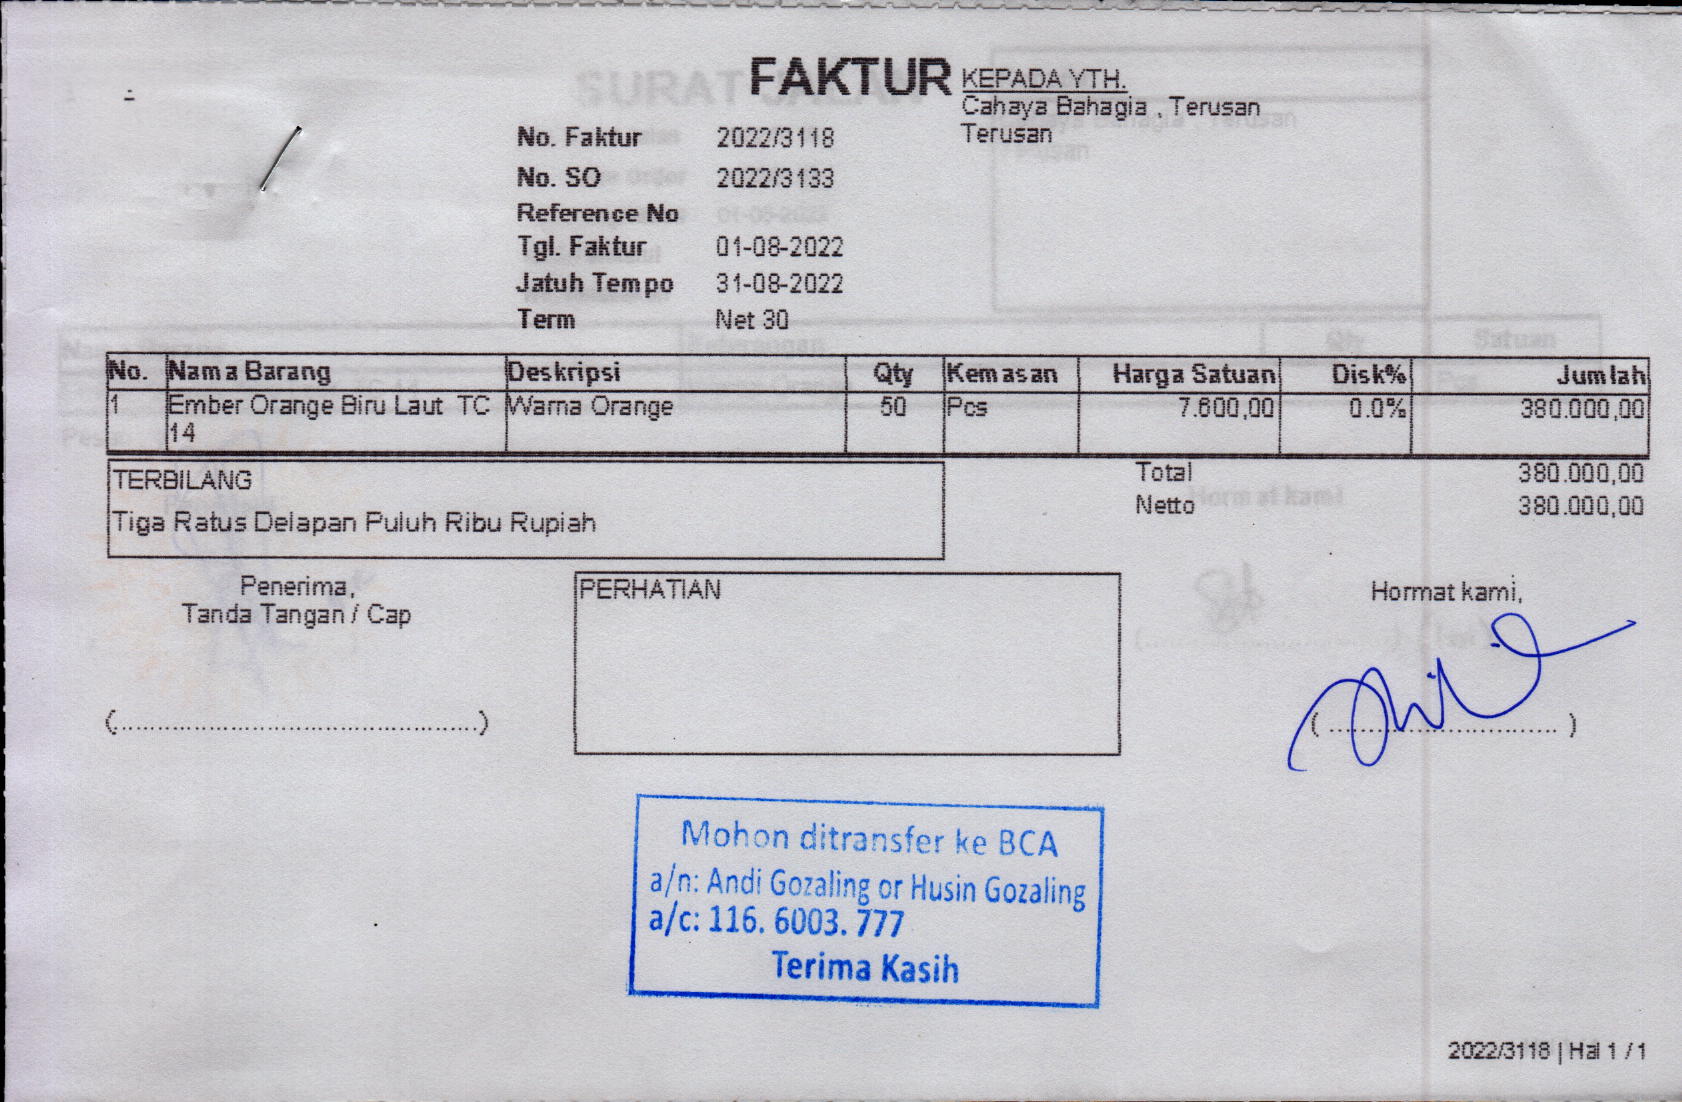 FAKTUR
KEPADA YTH.
Cahaya Bahagia , Terusan
Terusan
No. Faktur 2022/3118
No. SO 2022/3133
Reference No
Tgl. Faktur 01-08-2022
Jatuh Tempo 31-08-2022
Term Net 30
No. Nama Barang Deskripsi Qty Kemasan Harga Satuan Disk% Jumlah
1 Ember Orange Biru Laut TC Warna Orange 50 Pcs 7.600,00 0.0% 380.000,00
14
TERBILANG
Tiga Ratus Delapan Puluh Ribu Rupiah
Total 380.000,00
Netto 380.000,00
Penerima,
Tanda Tangan / Cap
(................................................)
PERHATIAN
Hormat kami,
(..............................)
Mohon ditransfer ke BCA
a/n: Andi Gozaling or Husin Gozaling
a/c: 116. 6003. 777
Terima Kasih
2022/3118 | Hal 1 / 1